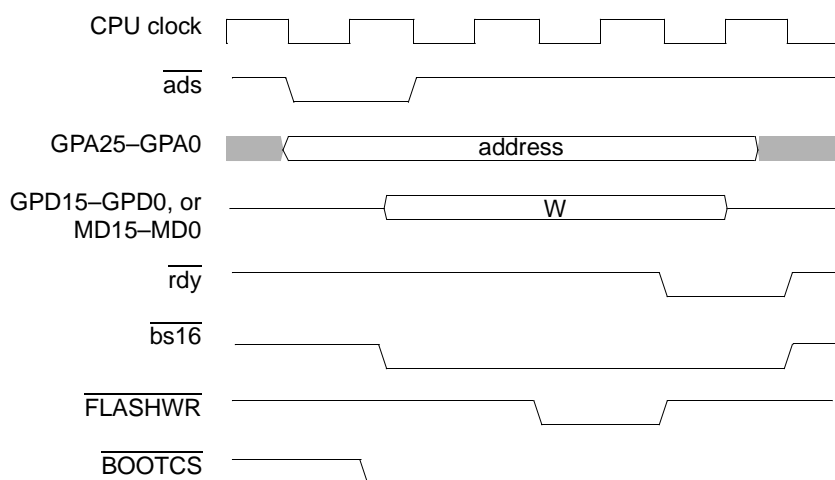 CPU clock
ads
GPA25–GPA0
address
GPD15–GPD0, or
MD15–MD0
W
rdy
bs16
FLASHWR
BOOTCS